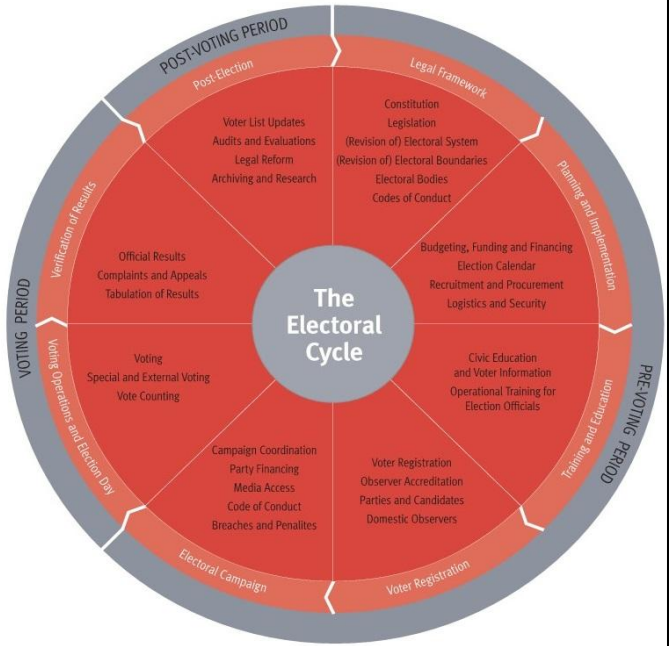 POST-VOTING PERIOD
PRE-VOTING PERIOD
VOTING PERIOD
The
Electoral
Cycle
Legal Framework
Constitution
Legislation
(Revision of) Electoral System
(Revision of) Electoral Boundaries
Electoral Bodies
Codes of Conduct
Planning and Implementation
Budgeting, Funding and Financing
Election Calendar
Recruitment and Procurement
Logistics and Security
Training and Education
Civic Education
and Voter Information
Operational Training for
Election Officials
Voter Registration
Voter Registration
Observer Accreditation
Parties and Candidates
Domestic Observers
Electoral Campaign
Campaign Coordination
Party Financing
Media Access
Code of Conduct
Breaches and Penalites
Voting Operations and Election Day
Voting
Special and External Voting
Vote Counting
Verification of Results
Official Results
Complaints and Appeals
Tabulation of Results
Post-Election
Voter List Updates
Audits and Evaluations
Legal Reform
Archiving and Research